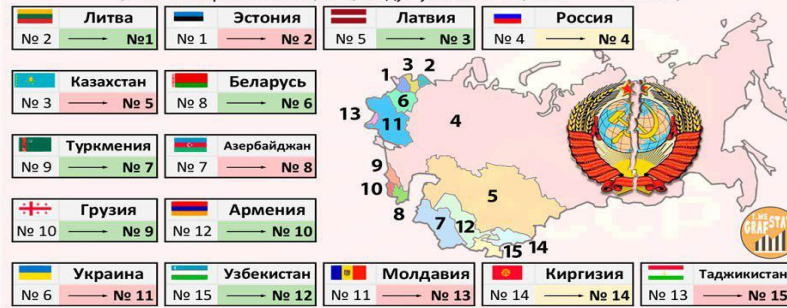 Литва
№ 2 → №1
Эстония
№ 1 → № 2
Латвия
№ 5 → № 3
Россия
№ 4 → № 4
Казахстан
№ 3 → № 5
Беларусь
№ 8 → № 6
Туркмения
№ 9 → № 7
Азербайджан
№ 7 → № 8
Грузия
№ 10 → № 9
Армения
№ 12 → № 10
Украина
№ 6 → № 11
Узбекистан
№ 15 → № 12
Молдавия
№ 11 → № 13
Киргизия
№ 14 → № 14
Таджикистан
№ 13 → № 15
1
3
2
6
13
11
4
9
10
8
5
7
12
15
14
T.ME
GRAFSTAT